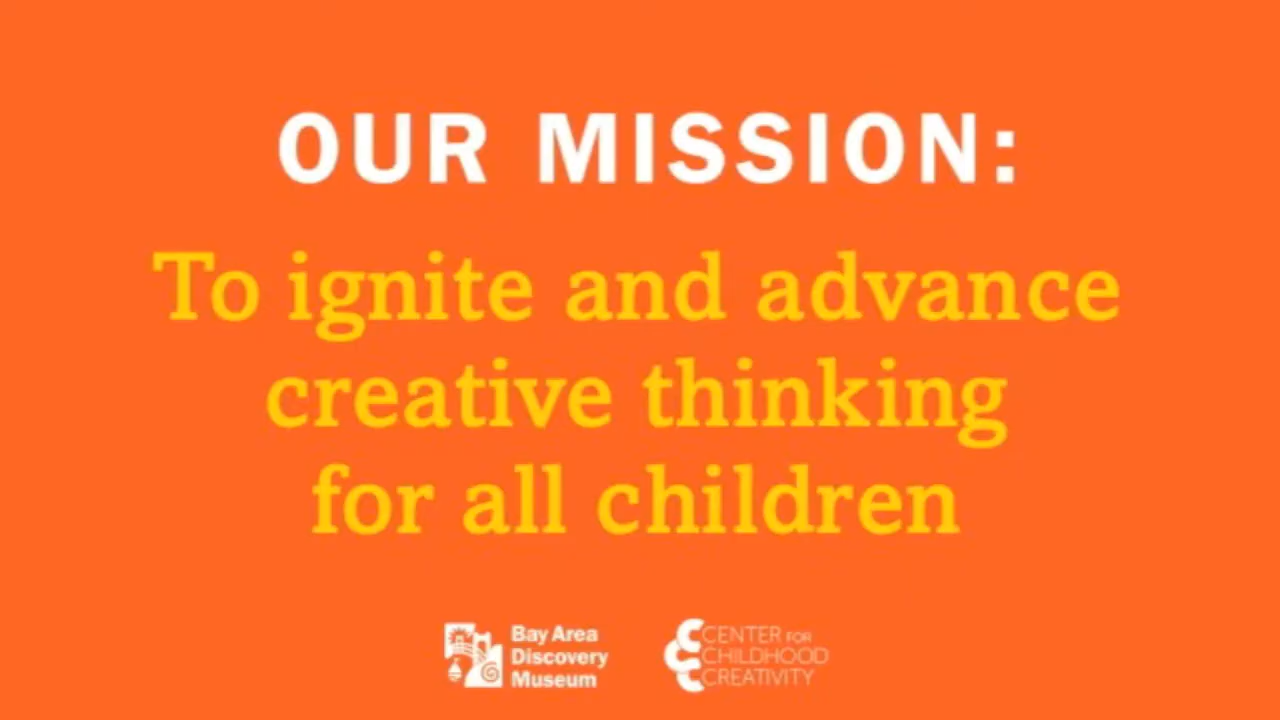 OUR MISSION:
To ignite and advance
creative thinking
for all children
Bay Area
Discovery
Museum
CENTER FOR
CHILDHOOD
CREATIVITY